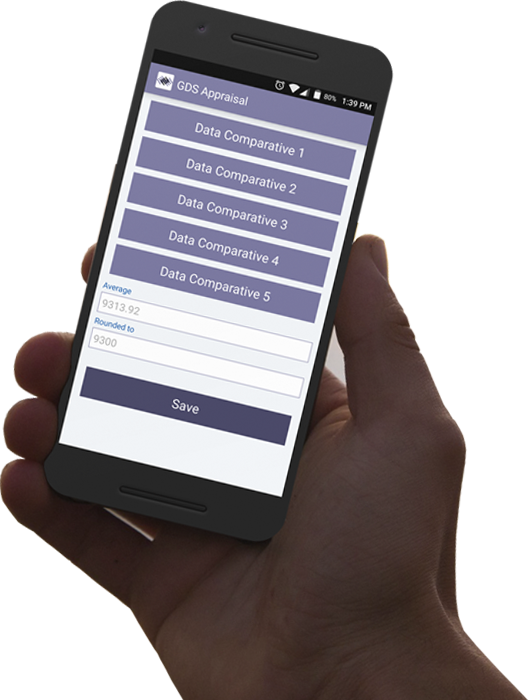 80% 1:39 PM
GDS Appraisal
Data Comparative 1
Data Comparative 2
Data Comparative 3
Data Comparative 4
Data Comparative 5
Average
9313.92
Rounded to
9300
Save